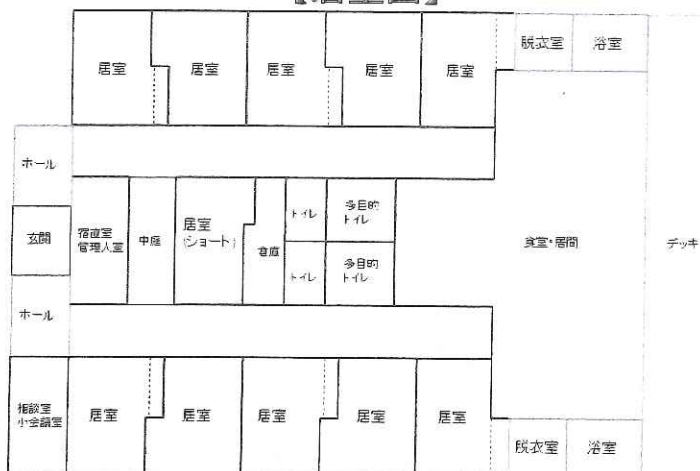 脱衣室 浴室
居室 居室 居室 居室 居室
ホール
玄関
宿直室
管理人室
中庭
居室
(ショート)
倉庫
トイレ
多目的
トイレ
トイレ
多目的
トイレ
食堂・居間
デッキ
ホール
相談室
小会議室
居室 居室 居室 居室 居室
脱衣室 浴室